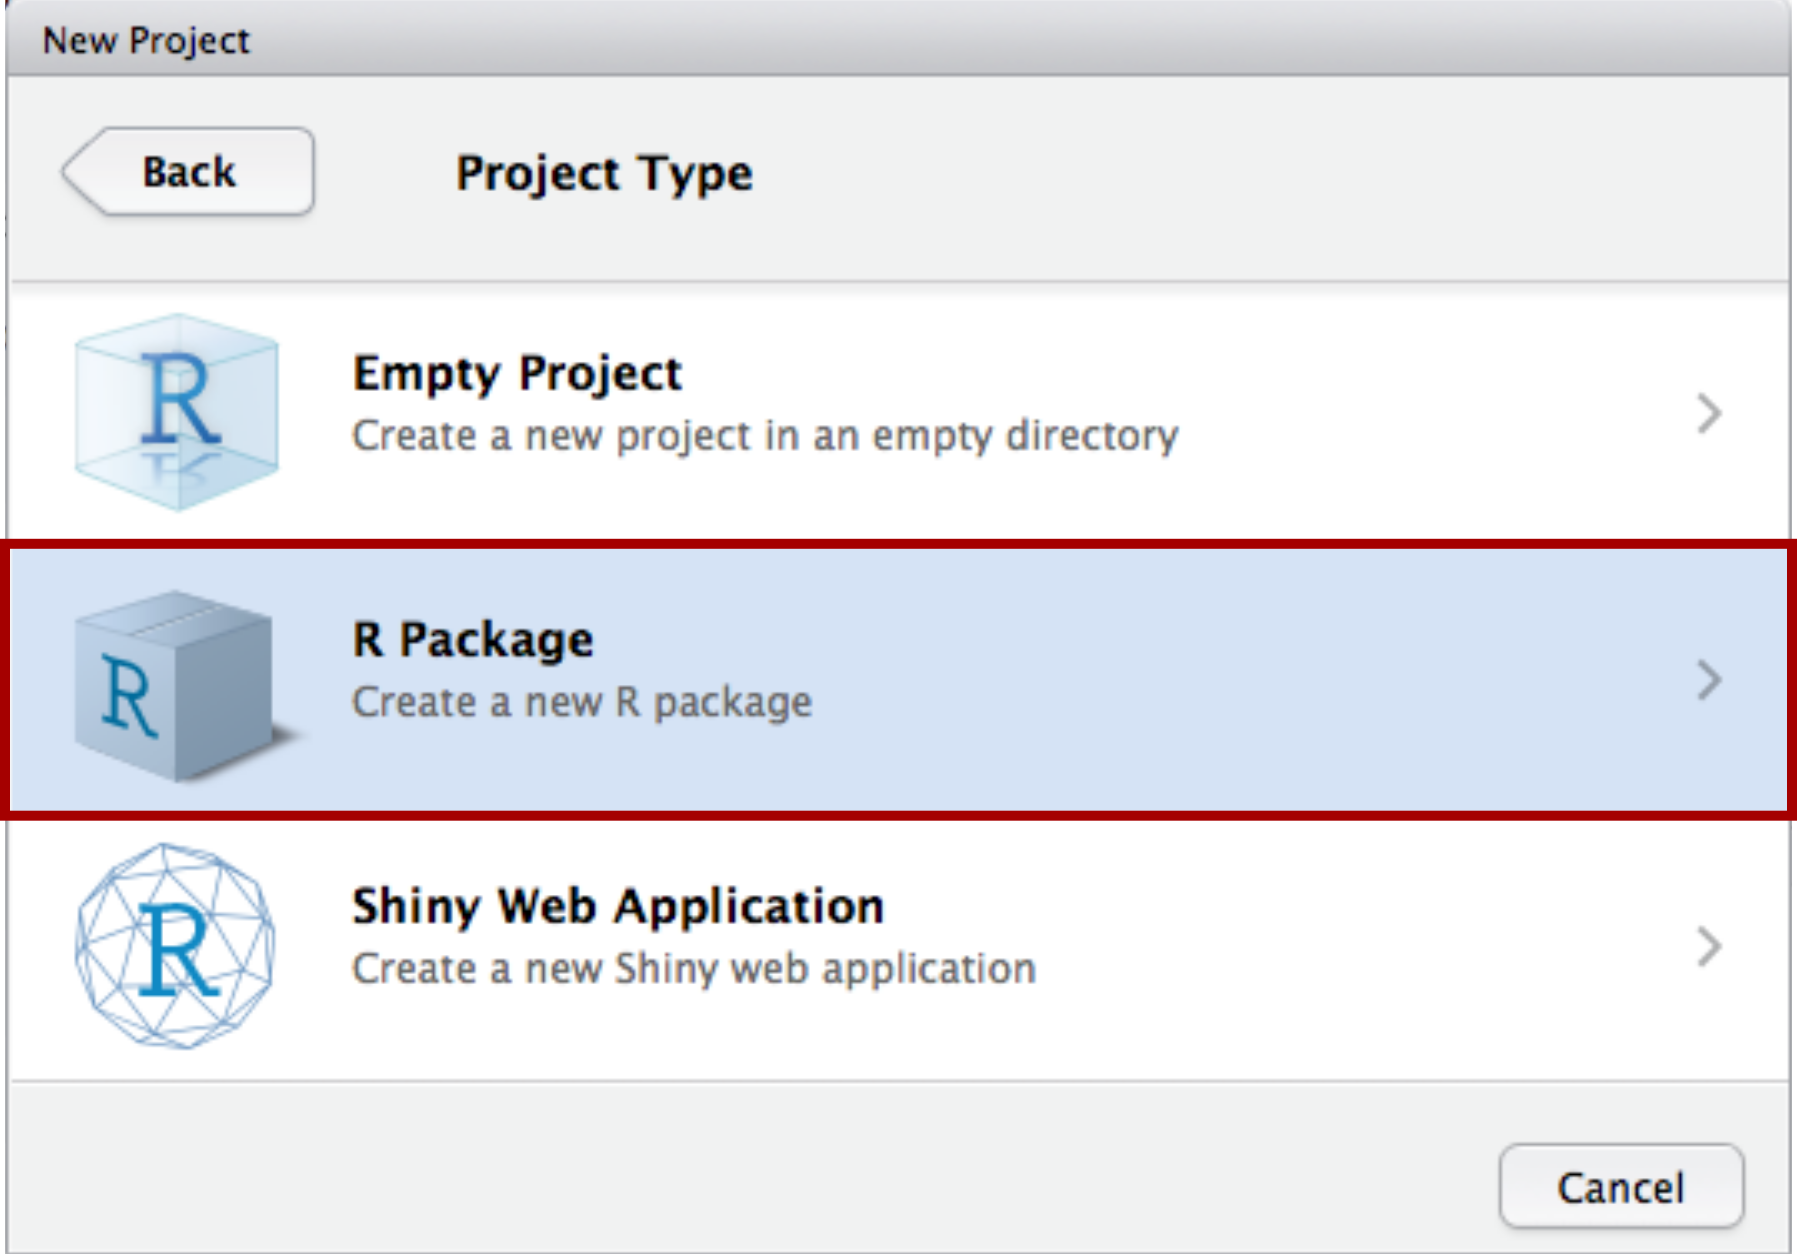 New Project
Back
Project Type
R
Empty Project
Create a new project in an empty directory
R
R Package
Create a new R package
R
Shiny Web Application
Create a new Shiny web application
Cancel